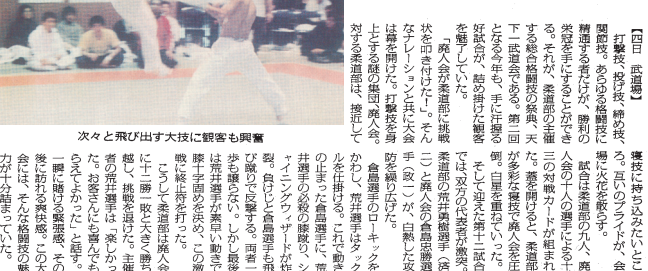 【四日　武道場】
打撃技、投げ技、締め技、
関節技。あらゆる格闘技に
精通する者だけが、勝利の
栄冠を手にすることができ
る。それが、柔道部の主催
する総合格闘技の祭典、天
下一武道会である。第二回
となる今年も、手に汗握る
好試合が、詰め掛けた観客
を魅了していた。
「廃人会が柔道部に挑戦
状を叩き付けた！」。そん
なナレーションと共に大会
は幕を開けた。打撃技を身
上とする謎の集団、廃人会。
対する柔道部は、接近して
寝技に持ち込みたいとこ
ろ。互いのプライドが、会
場に火花を散らす。
試合は柔道部の九人、廃
人会の十人の選手による十
三の対戦カードが組まれ
た。蓋を開けると、柔道部
が多彩な寝技で廃人会を圧
倒。白星を重ねていった。
そして迎えた第十二試合
では、双方の代表者が激突。
柔道部の荒井勇樹選手（済
二）と廃人会の倉島忠勝選
手（政一）が、白熱した攻
防を繰り広げた。
倉島選手のローキックを
かわし、荒井選手はタック
ルを仕掛ける。これで動き
の止まった倉島選手に、荒
井選手の必殺の膝蹴り、シ
ャイニングウィザードが炸
裂。負けじと倉島選手も飛
び蹴りで反撃する。両者一
歩も譲らない。しかし最後
は荒井選手が素早い動きで
膝十字固めを決め、この激
戦に終止符を打った。
こうして柔道部は廃人会
に十二勝一敗と大きく勝ち
越し、挑戦を退けた。主催
者の荒井選手は「楽しかっ
た。お客さんにも喜んでも
らえてよかった」と話す。
一瞬に賭ける緊張感、その
後に訪れる爽快感。この大
会には、そんな格闘技の魅
力が十分詰まっていた。
次々と飛び出す大技に観客も興奮